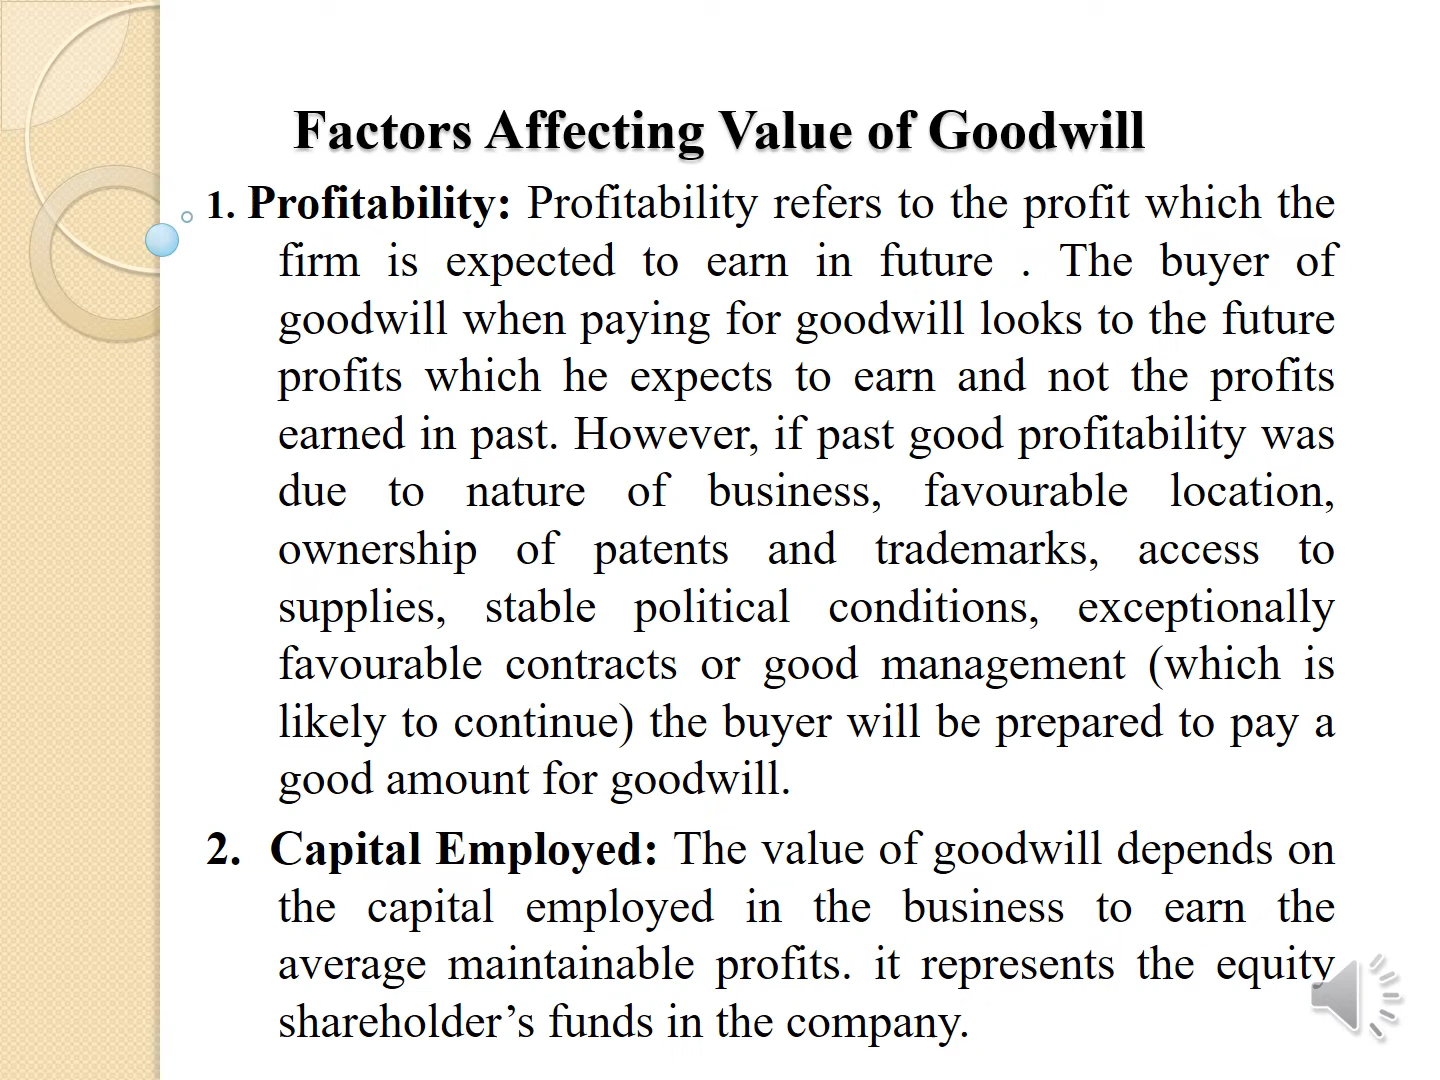 Factors Affecting Value of Goodwill
1. Profitability: Profitability refers to the profit which the
firm is expected to earn in future . The buyer of
goodwill when paying for goodwill looks to the future
profits which he expects to earn and not the profits
earned in past. However, if past good profitability was
due to nature of business, favourable location,
ownership of patents and trademarks, access to
supplies, stable political conditions, exceptionally
favourable contracts or good management (which is
likely to continue) the buyer will be prepared to pay a
good amount for goodwill.
2. Capital Employed: The value of goodwill depends on
the capital employed in the business to earn the
average maintainable profits. it represents the equity
shareholder’s funds in the company.